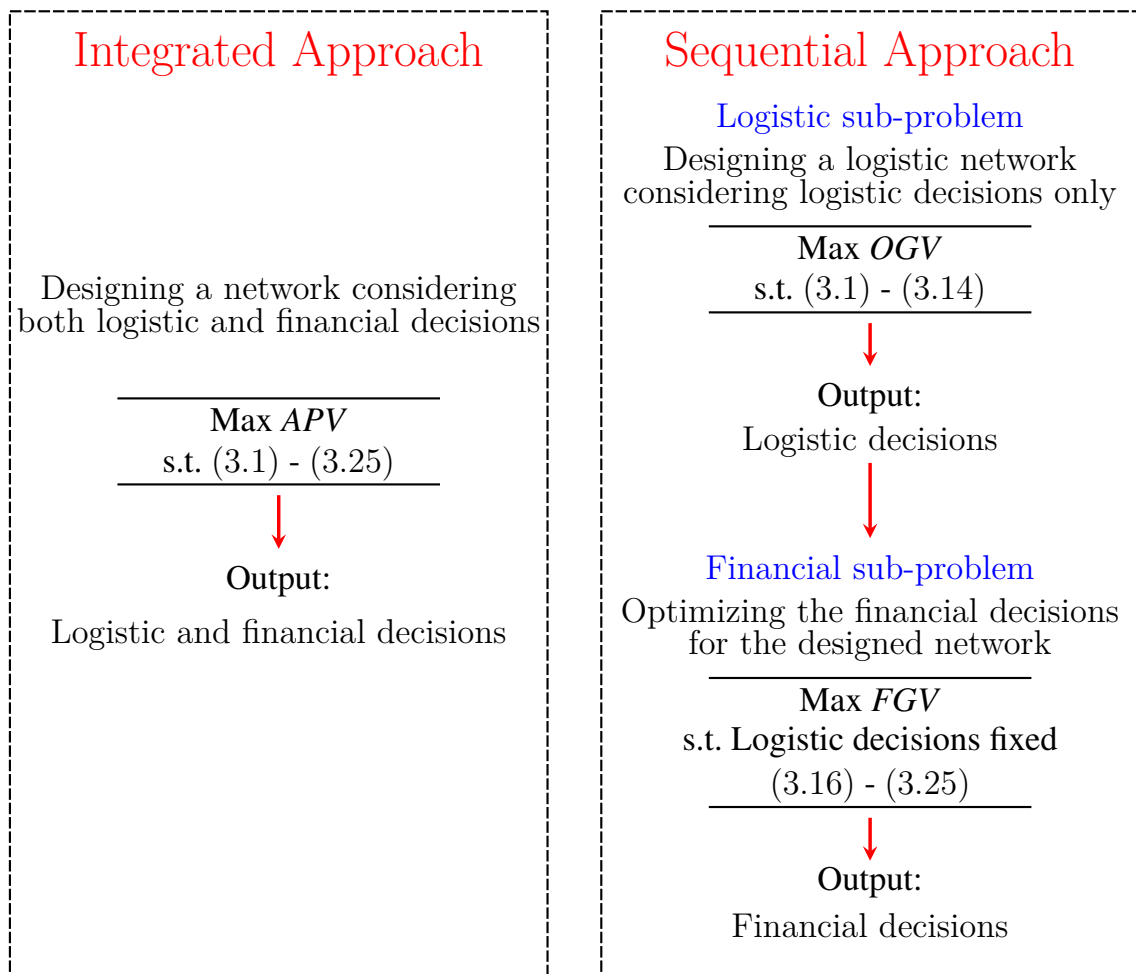 Integrated Approach
Designing a network considering
both logistic and financial decisions
Max APV
s.t. (3.1) - (3.25)
Output:
Logistic and financial decisions
Sequential Approach
Logistic sub-problem
Designing a logistic network
considering logistic decisions only
Max OGV
s.t. (3.1) - (3.14)
Output:
Logistic decisions
Financial sub-problem
Optimizing the financial decisions
for the designed network
Max FGV
s.t. Logistic decisions fixed
(3.16) - (3.25)
Output:
Financial decisions